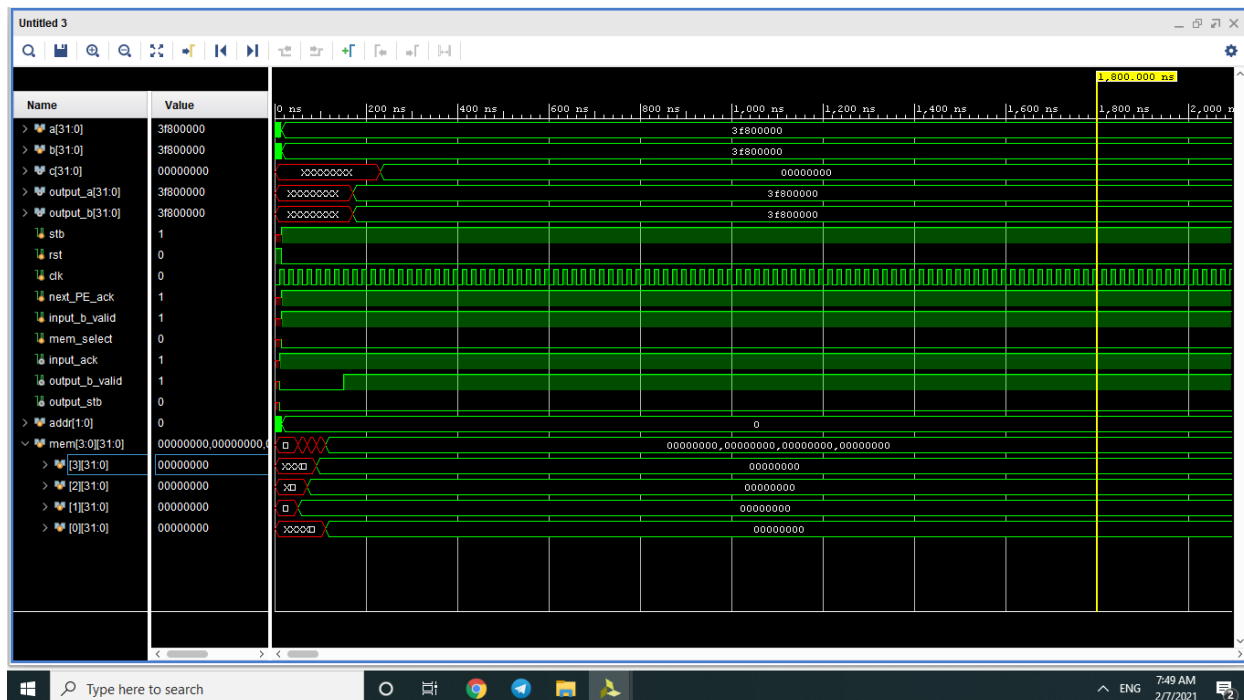 Untitled 3
1,800.000 ns
Name Value
0 ns 200 ns 400 ns 600 ns 800 ns 1,000 ns 1,200 ns 1,400 ns 1,600 ns 1,800 ns 2,000 n
a[31:0] 3f800000 3f800000
b[31:0] 3f800000 3f800000
c[31:0] 00000000 XXXXXXXX 00000000
output_a[31:0] 3f800000 XXXXXXXX 3f800000
output_b[31:0] 3f800000 XXXXXXXX 3f800000
stb 1
rst 0
clk 0
next_PE_ack 1
input_b_valid 1
mem_select 0
input_ack 1
output_b_valid 1
output_stb 0
addr[1:0] 0 0
mem[3:0][31:0] 00000000,00000000,0 00000000,00000000,00000000,00000000
[3][31:0] 00000000 XXX 00000000
[2][31:0] 00000000 X 00000000
[1][31:0] 00000000 00000000
[0][31:0] 00000000 XXXX 00000000
Type here to search
ENG
7:49 AM
2/7/2021
2